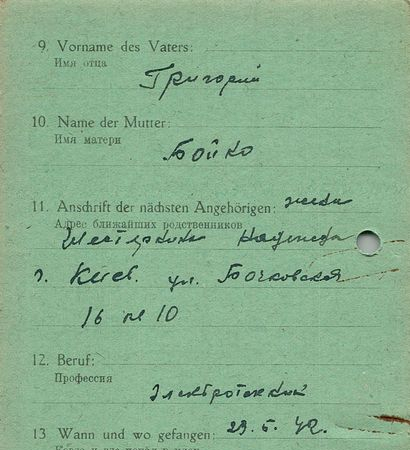 9. Vorname des Vaters:
Имя отца
Григорий
10. Name der Mutter:
Имя матери
Бойко
11. Anschrift der nächsten Angehörigen: жена
Адрес ближайших родственников
Надежда
г. Киев. ул. Бочковская
16 кв 10
12. Beruf:
Профессия
Электротехник
13 Wann und wo gefangen: 29. 5. 42.